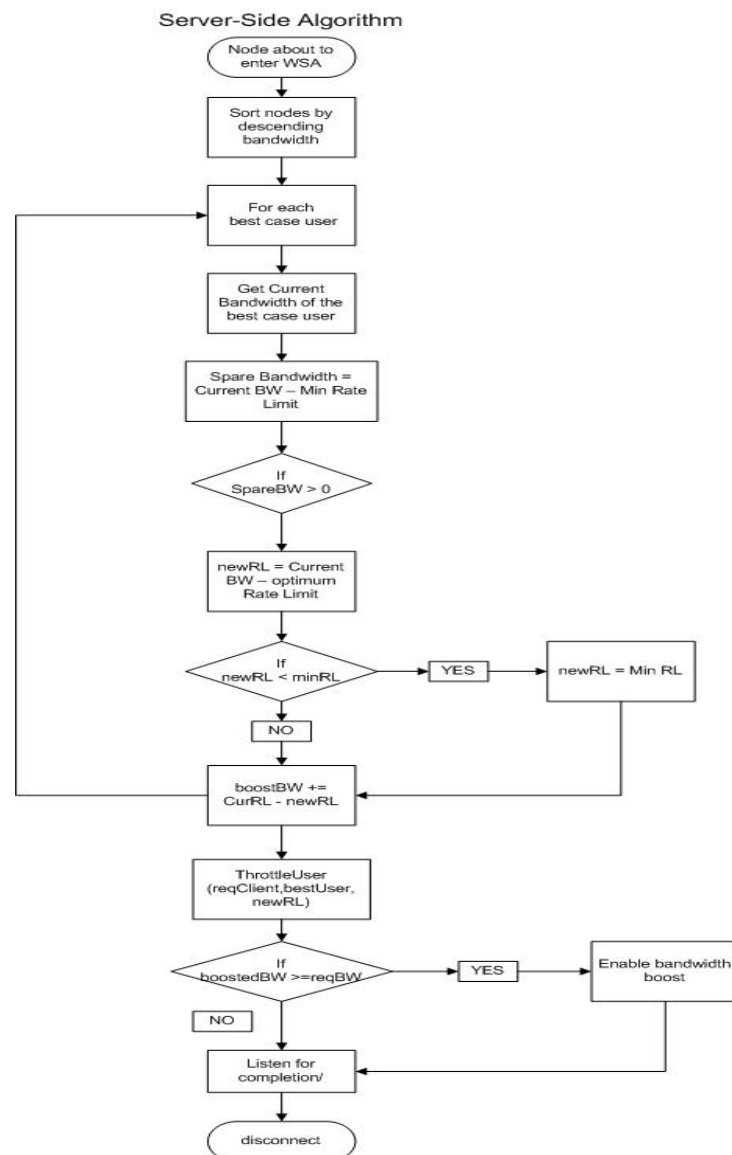 Server-Side Algorithm
Node about to
enter WSA
Sort nodes by
descending
bandwidth
For each
best case user
Get Current
Bandwidth of the
best case user
Spare Bandwidth =
Current BW – Min Rate
Limit
If
SpareBW > 0
newRL = Current
BW – optimum
Rate Limit
If
newRL < minRL
YES
newRL = Min RL
NO
boostBW +=
CurRL - newRL
ThrottleUser
(reqClient,bestUser,
newRL)
If
boostedBW >=reqBW
YES
Enable bandwidth
boost
NO
Listen for
completion/
disconnect